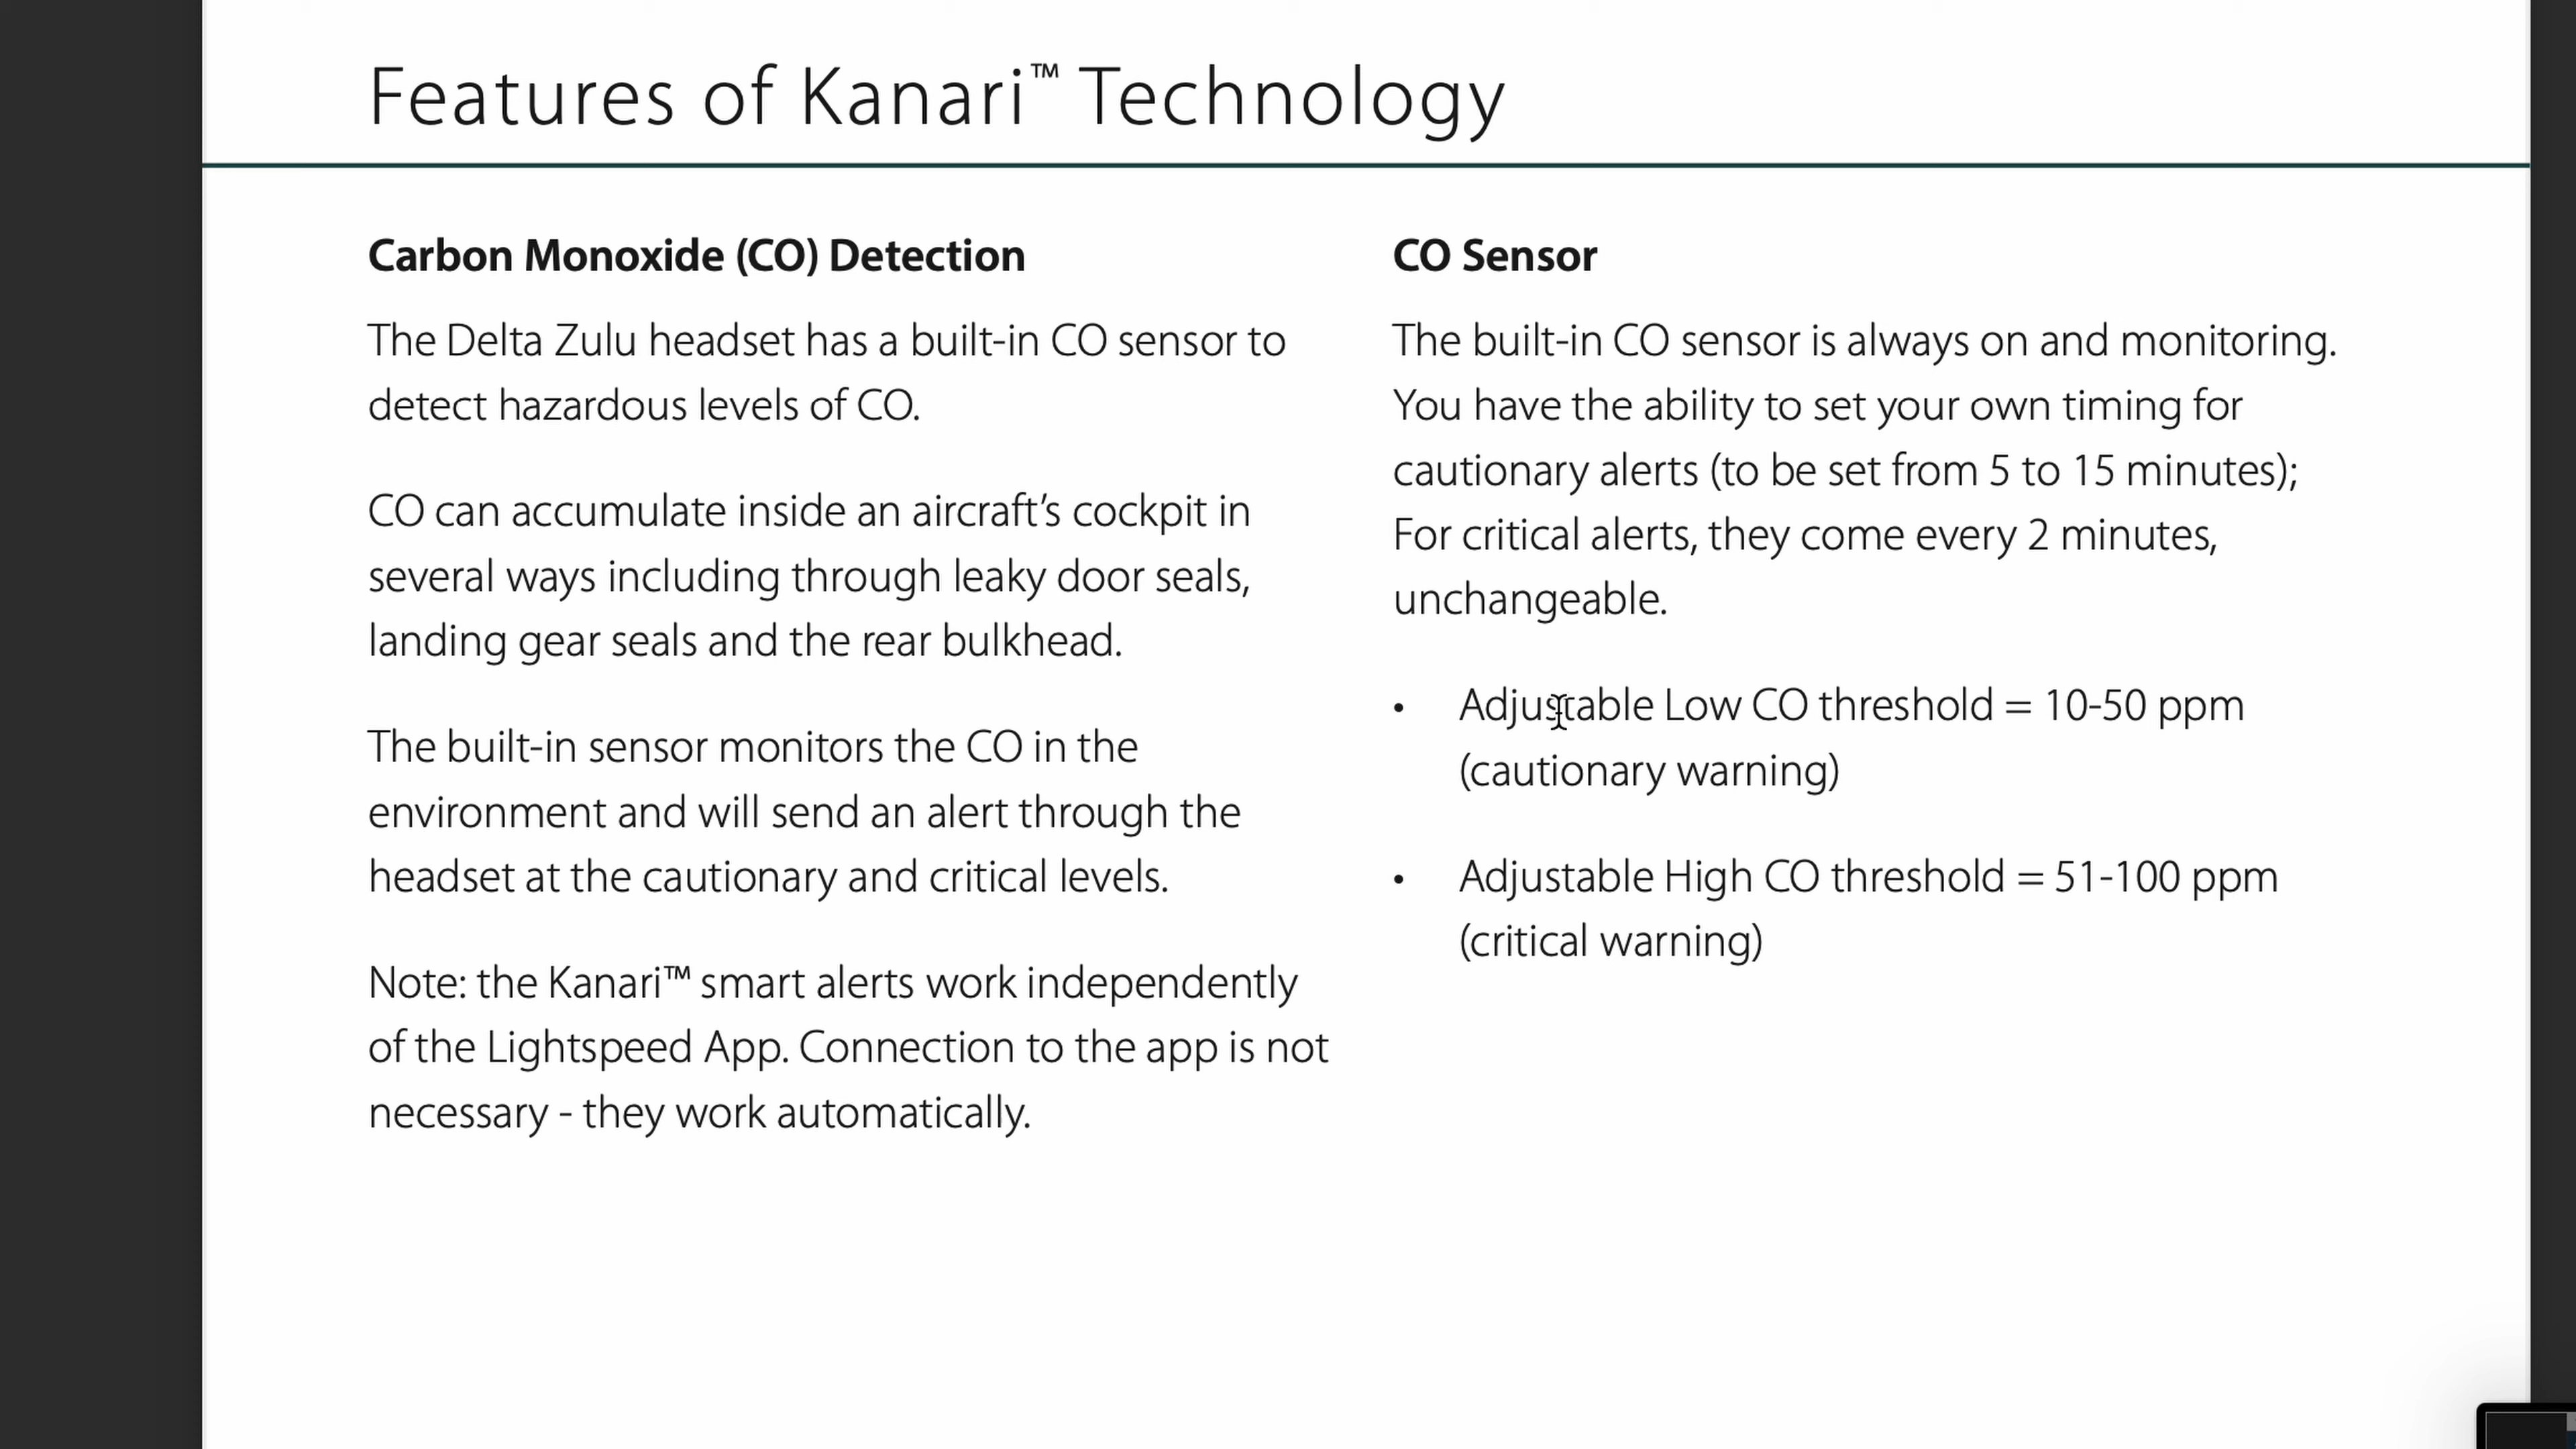 Features of Kanari™ Technology
Carbon Monoxide (CO) Detection
The Delta Zulu headset has a built-in CO sensor to
detect hazardous levels of CO.
CO can accumulate inside an aircraft’s cockpit in
several ways including through leaky door seals,
landing gear seals and the rear bulkhead.
The built-in sensor monitors the CO in the
environment and will send an alert through the
headset at the cautionary and critical levels.
Note: the Kanari™ smart alerts work independently
of the Lightspeed App. Connection to the app is not
necessary - they work automatically.
CO Sensor
The built-in CO sensor is always on and monitoring.
You have the ability to set your own timing for
cautionary alerts (to be set from 5 to 15 minutes);
For critical alerts, they come every 2 minutes,
unchangeable.
• Adjustable Low CO threshold = 10-50 ppm
(cautionary warning)
• Adjustable High CO threshold = 51-100 ppm
(critical warning)